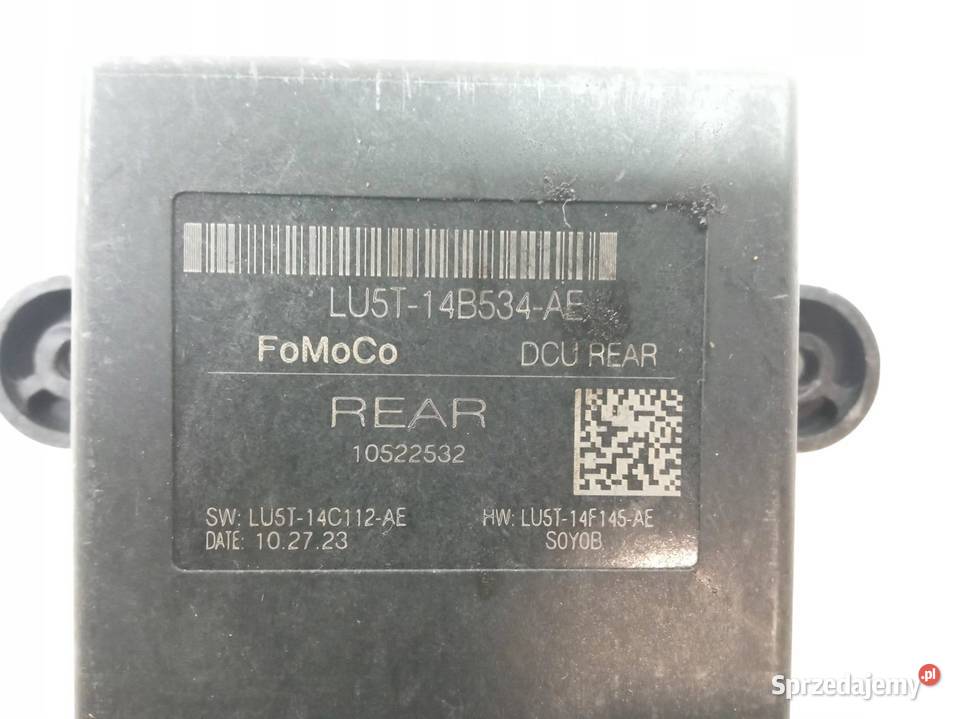 LU5T-14B534-AE
FoMoCo DCU REAR
REAR
10522532
SW: LU5T-14C112-AE HW: LU5T-14F145-AE
DATE: 10.27.23 S0Y0B
Sprzedajemy.pl